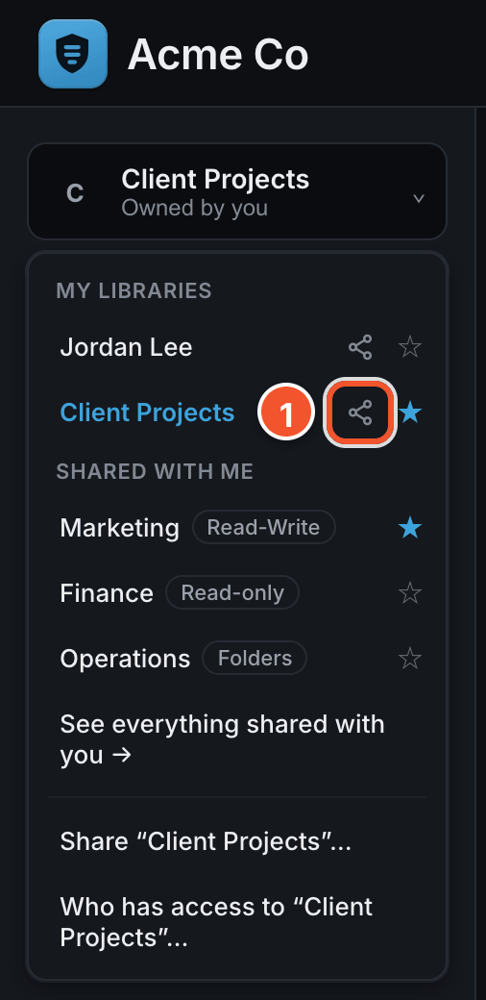 Acme Co
C
Client Projects
Owned by you
MY LIBRARIES
Jordan Lee
Client Projects
1
SHARED WITH ME
Marketing Read-Write
Finance Read-only
Operations Folders
See everything shared with
you →
Share “Client Projects”...
Who has access to “Client
Projects”...